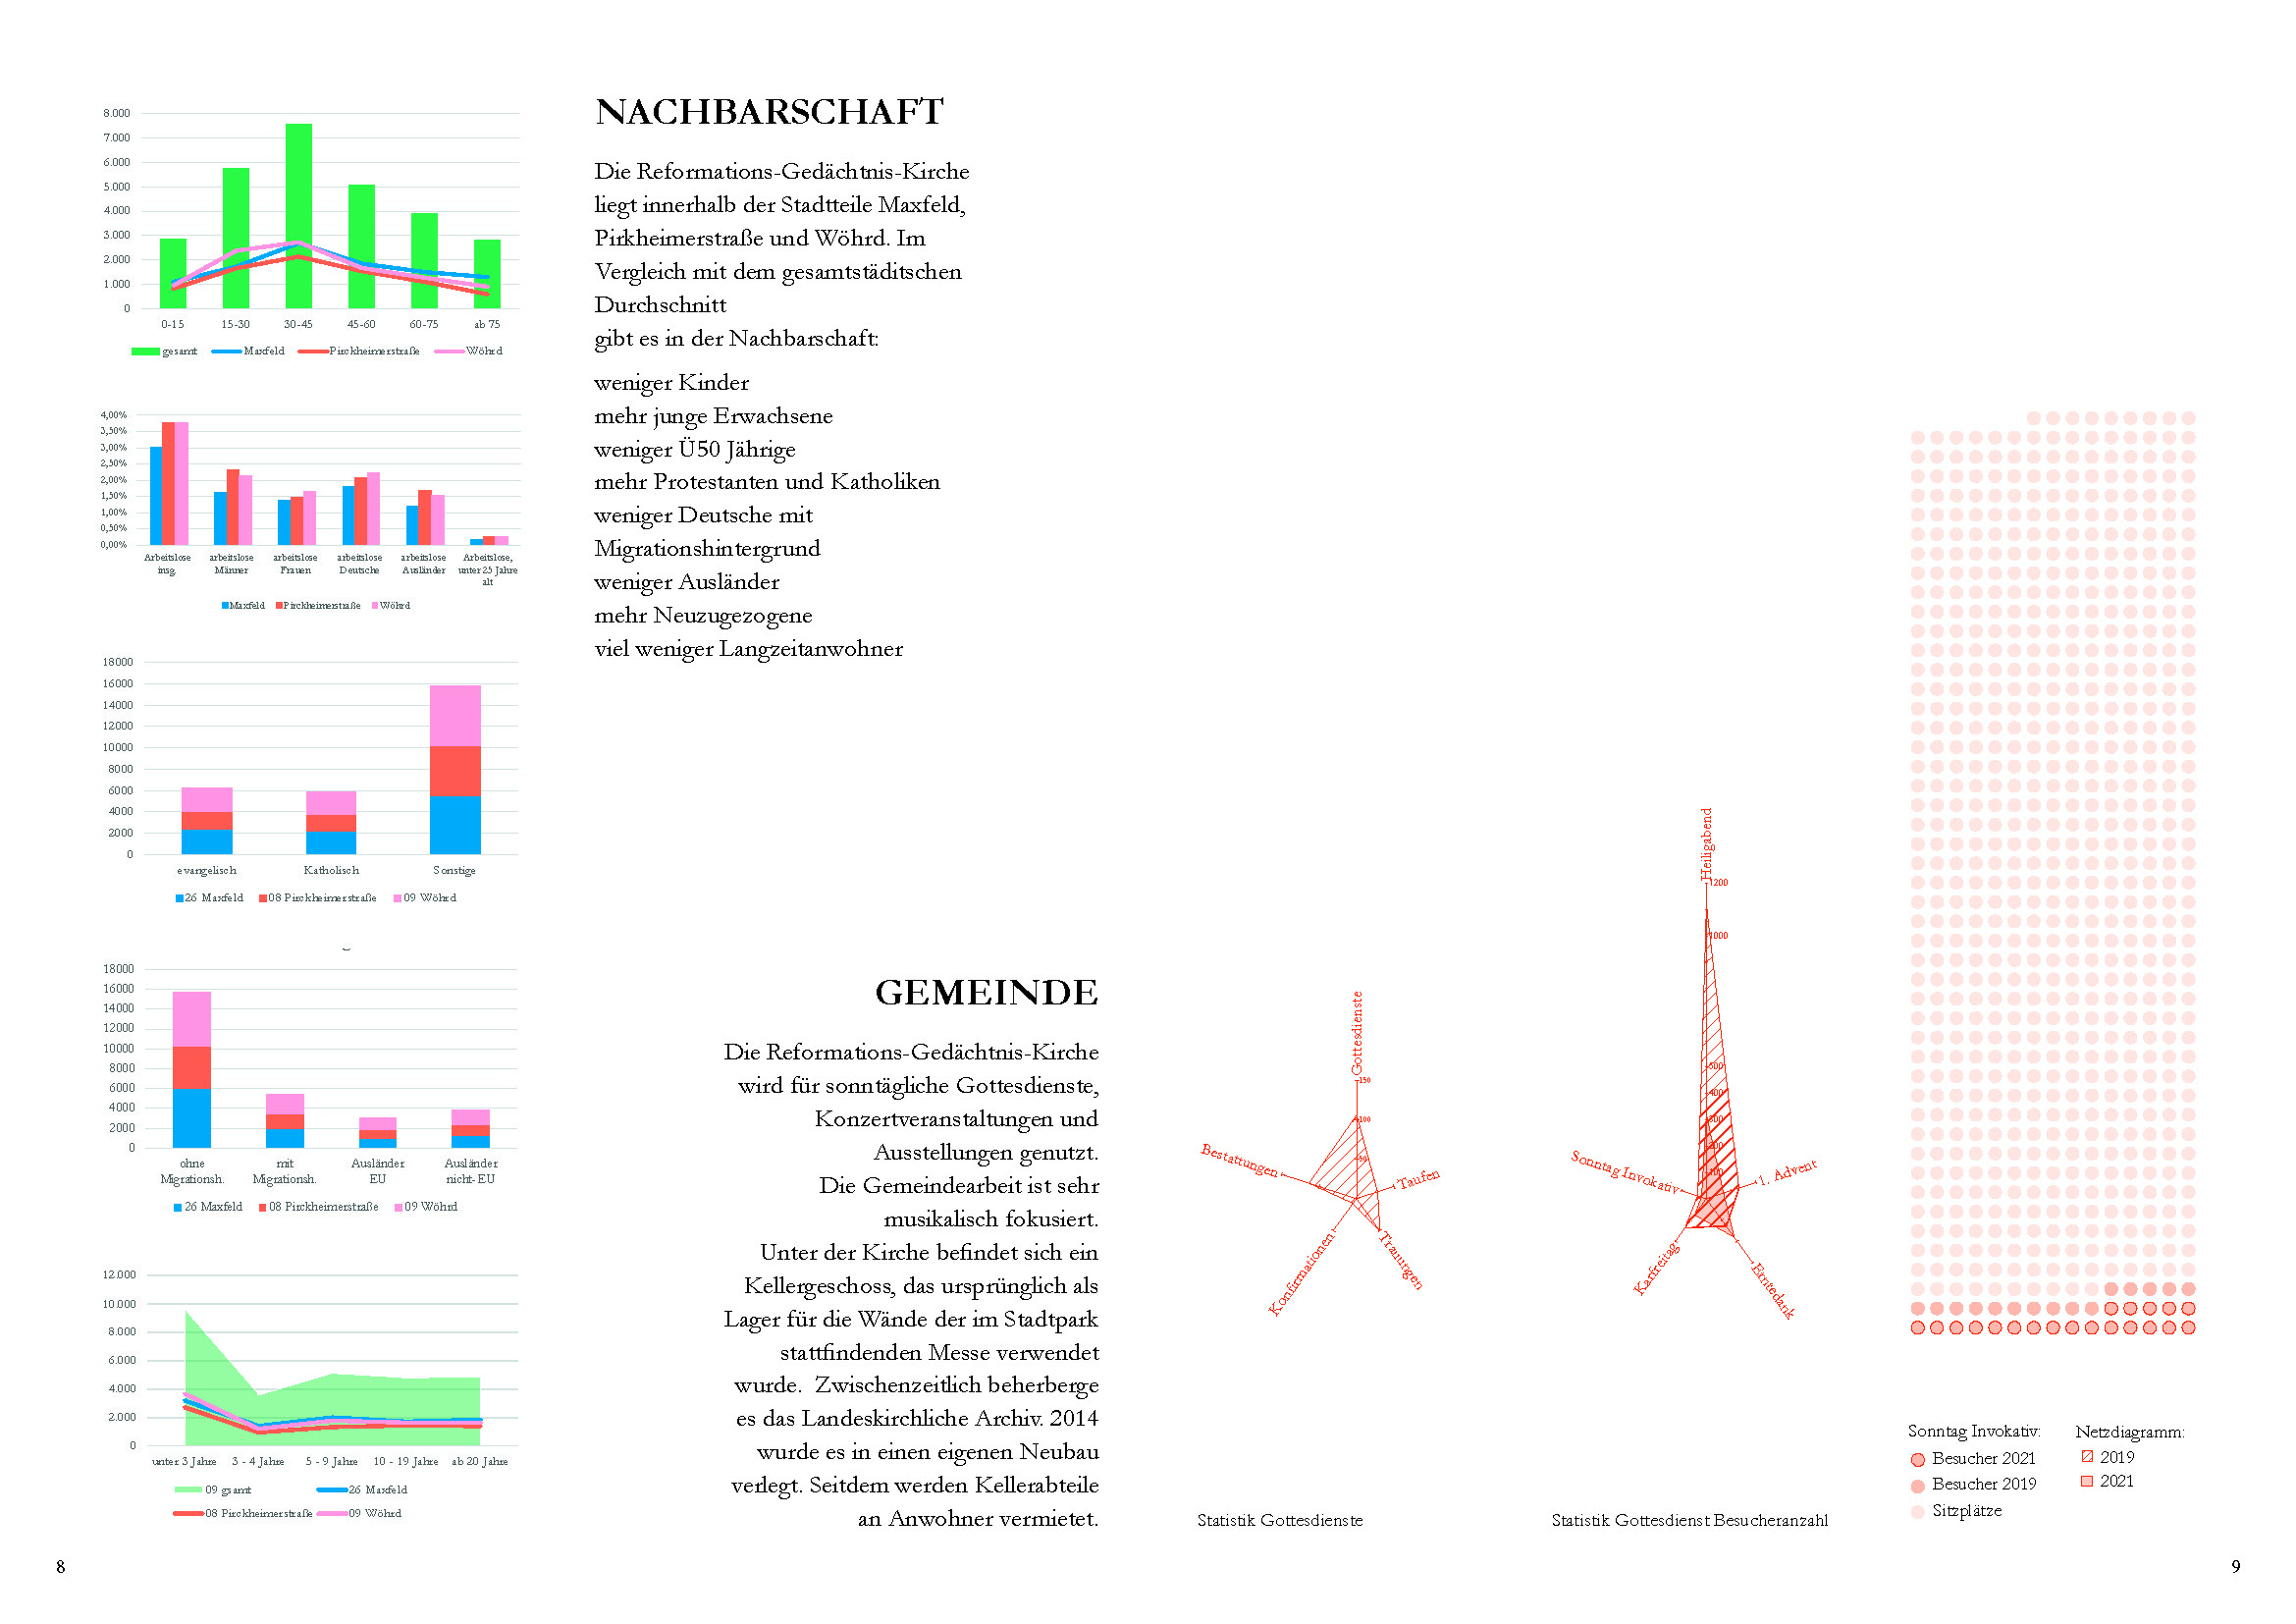 8.000
7.000
6.000
5.000
4.000
3.000
2.000
1.000
0
0-15 15-30 30-45 45-60 60-75 ab 75
gesamt Maxfeld Pirckheimerstraße Wöhrd
4,00%
3,50%
3,00%
2,50%
2,00%
1,50%
1,00%
0,50%
0,00%
Arbeitslose insg.
arbeitslose Männer
arbeitslose Frauen
arbeitslose Deutsche
arbeitslose Ausländer
Arbeitslose, unter 25 Jahre alt
Maxfeld Pirckheimerstraße Wöhrd
18000
16000
14000
12000
10000
8000
6000
4000
2000
0
evangelisch Katholisch Sonstige
26 Maxfeld 08 Pirckheimerstraße 09 Wöhrd
18000
16000
14000
12000
10000
8000
6000
4000
2000
0
ohne Migrationsh.
mit Migrationsh.
Ausländer EU
Ausländer nicht-EU
26 Maxfeld 08 Pirckheimerstraße 09 Wöhrd
12.000
10.000
8.000
6.000
4.000
2.000
0
unter 3 Jahre 3 - 4 Jahre 5 - 9 Jahre 10 - 19 Jahre ab 20 Jahre
09 gsamt 26 Maxfeld
08 Pirckheimerstraße 09 Wöhrd
8
NACHBARSCHAFT
Die Reformations-Gedächtnis-Kirche
liegt innerhalb der Stadtteile Maxfeld,
Pirkheimerstraße und Wöhrd. Im
Vergleich mit dem gesamtstäditschen
Durchschnitt
gibt es in der Nachbarschaft:
weniger Kinder
mehr junge Erwachsene
weniger Ü50 Jährige
mehr Protestanten und Katholiken
weniger Deutsche mit
Migrationshintergrund
weniger Ausländer
mehr Neuzugezogene
viel weniger Langzeitanwohner
GEMEINDE
Die Reformations-Gedächtnis-Kirche
wird für sonntägliche Gottesdienste,
Konzertveranstaltungen und
Ausstellungen genutzt.
Die Gemeindearbeit ist sehr
musikalisch fokusiert.
Unter der Kirche befindet sich ein
Kellergeschoss, das ursprünglich als
Lager für die Wände der im Stadtpark
stattfindenden Messe verwendet
wurde. Zwischenzeitlich beherberge
es das Landeskirchliche Archiv. 2014
wurde es in einen eigenen Neubau
verlegt. Seitdem werden Kellerabteile
an Anwohner vermietet.
Gottesdienste
150
100
50
Bestattungen
Taufen
Konfirmationen
Trauungen
Statistik Gottesdienste
Heiligabend
1200
1000
500
400
300
200
100
Sonntag Invokativ
1. Advent
Karfreitag
Erntedank
Statistik Gottesdienst Besucheranzahl
Sonntag Invokativ:
Besucher 2021
Besucher 2019
Sitzplätze
Netzdiagramm:
2019
2021
9